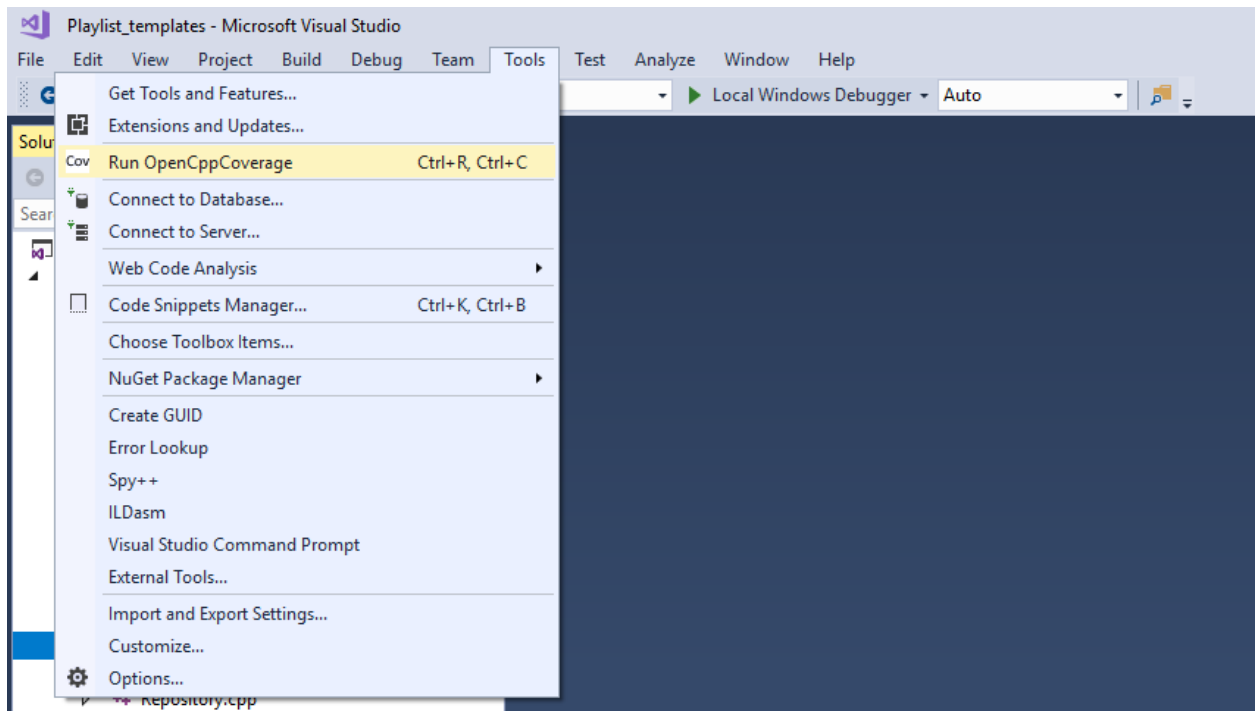 Playlist_templates - Microsoft Visual Studio
File Edit View Project Build Debug Team Tools Test Analyze Window Help
Get Tools and Features...
Local Windows Debugger Auto
Extensions and Updates...
Solu
Cov Run OpenCppCoverage Ctrl+R, Ctrl+C
Connect to Database...
Sear
Connect to Server...
Web Code Analysis
Code Snippets Manager... Ctrl+K, Ctrl+B
Choose Toolbox Items...
NuGet Package Manager
Create GUID
Error Lookup
Spy++
ILDasm
Visual Studio Command Prompt
External Tools...
Import and Export Settings...
Customize...
Options...
Repository.cpp